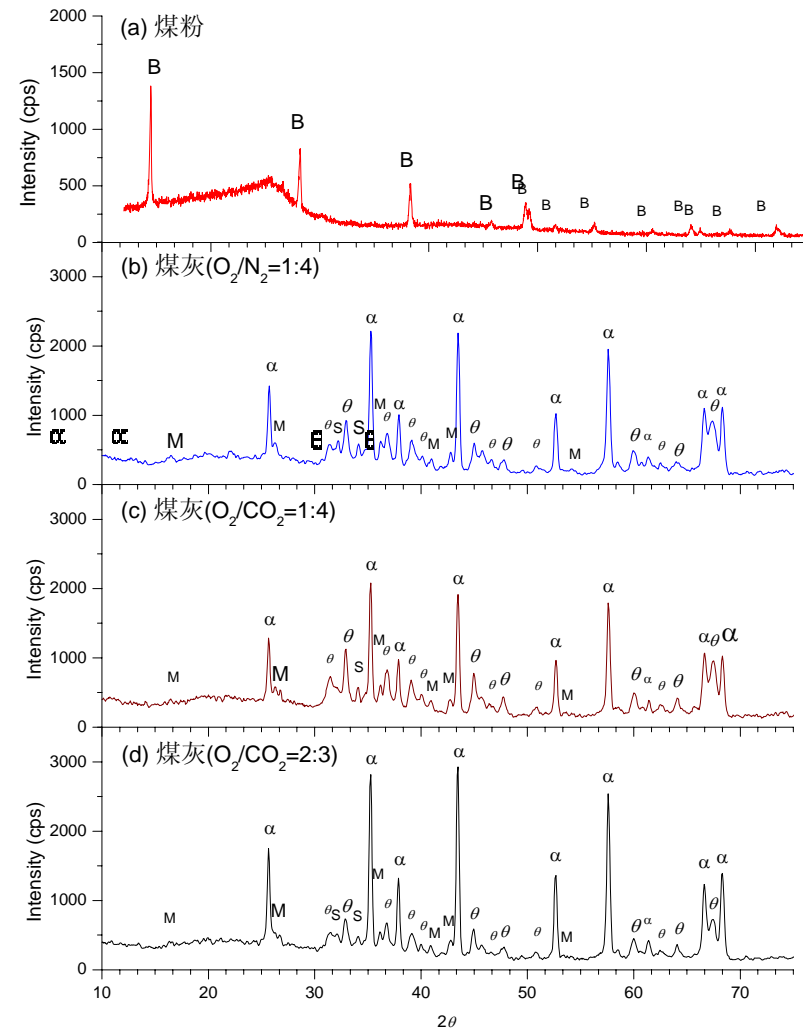 (a) 煤粉
2000
1500
1000
500
0
Intensity (cps)
B
B
B
B
B
B
B
B
B
B
B
B
B
(b) 煤灰(O₂/N₂=1:4)
3000
2000
1000
0
Intensity (cps)
α
α
M
α
M
θ
S
θ
S
α
M
θ
α
θ
θ
M
M
α
θ
θ
θ
θ
α
M
α
θ
α
θ
α
θ
α
(c) 煤灰(O₂/CO₂=1:4)
3000
2000
1000
0
Intensity (cps)
M
α
M
θ
θ
S
α
M
θ
α
θ
θ
M
M
α
θ
θ
θ
θ
α
M
α
θ
α
θ
α
θ
α
(d) 煤灰(O₂/CO₂=2:3)
3000
2000
1000
0
Intensity (cps)
M
α
M
θ
S
θ
S
α
M
θ
α
θ
θ
M
M
α
θ
θ
θ
θ
α
M
α
θ
α
θ
α
θ
α
10
20
30
40
50
60
70
2θ